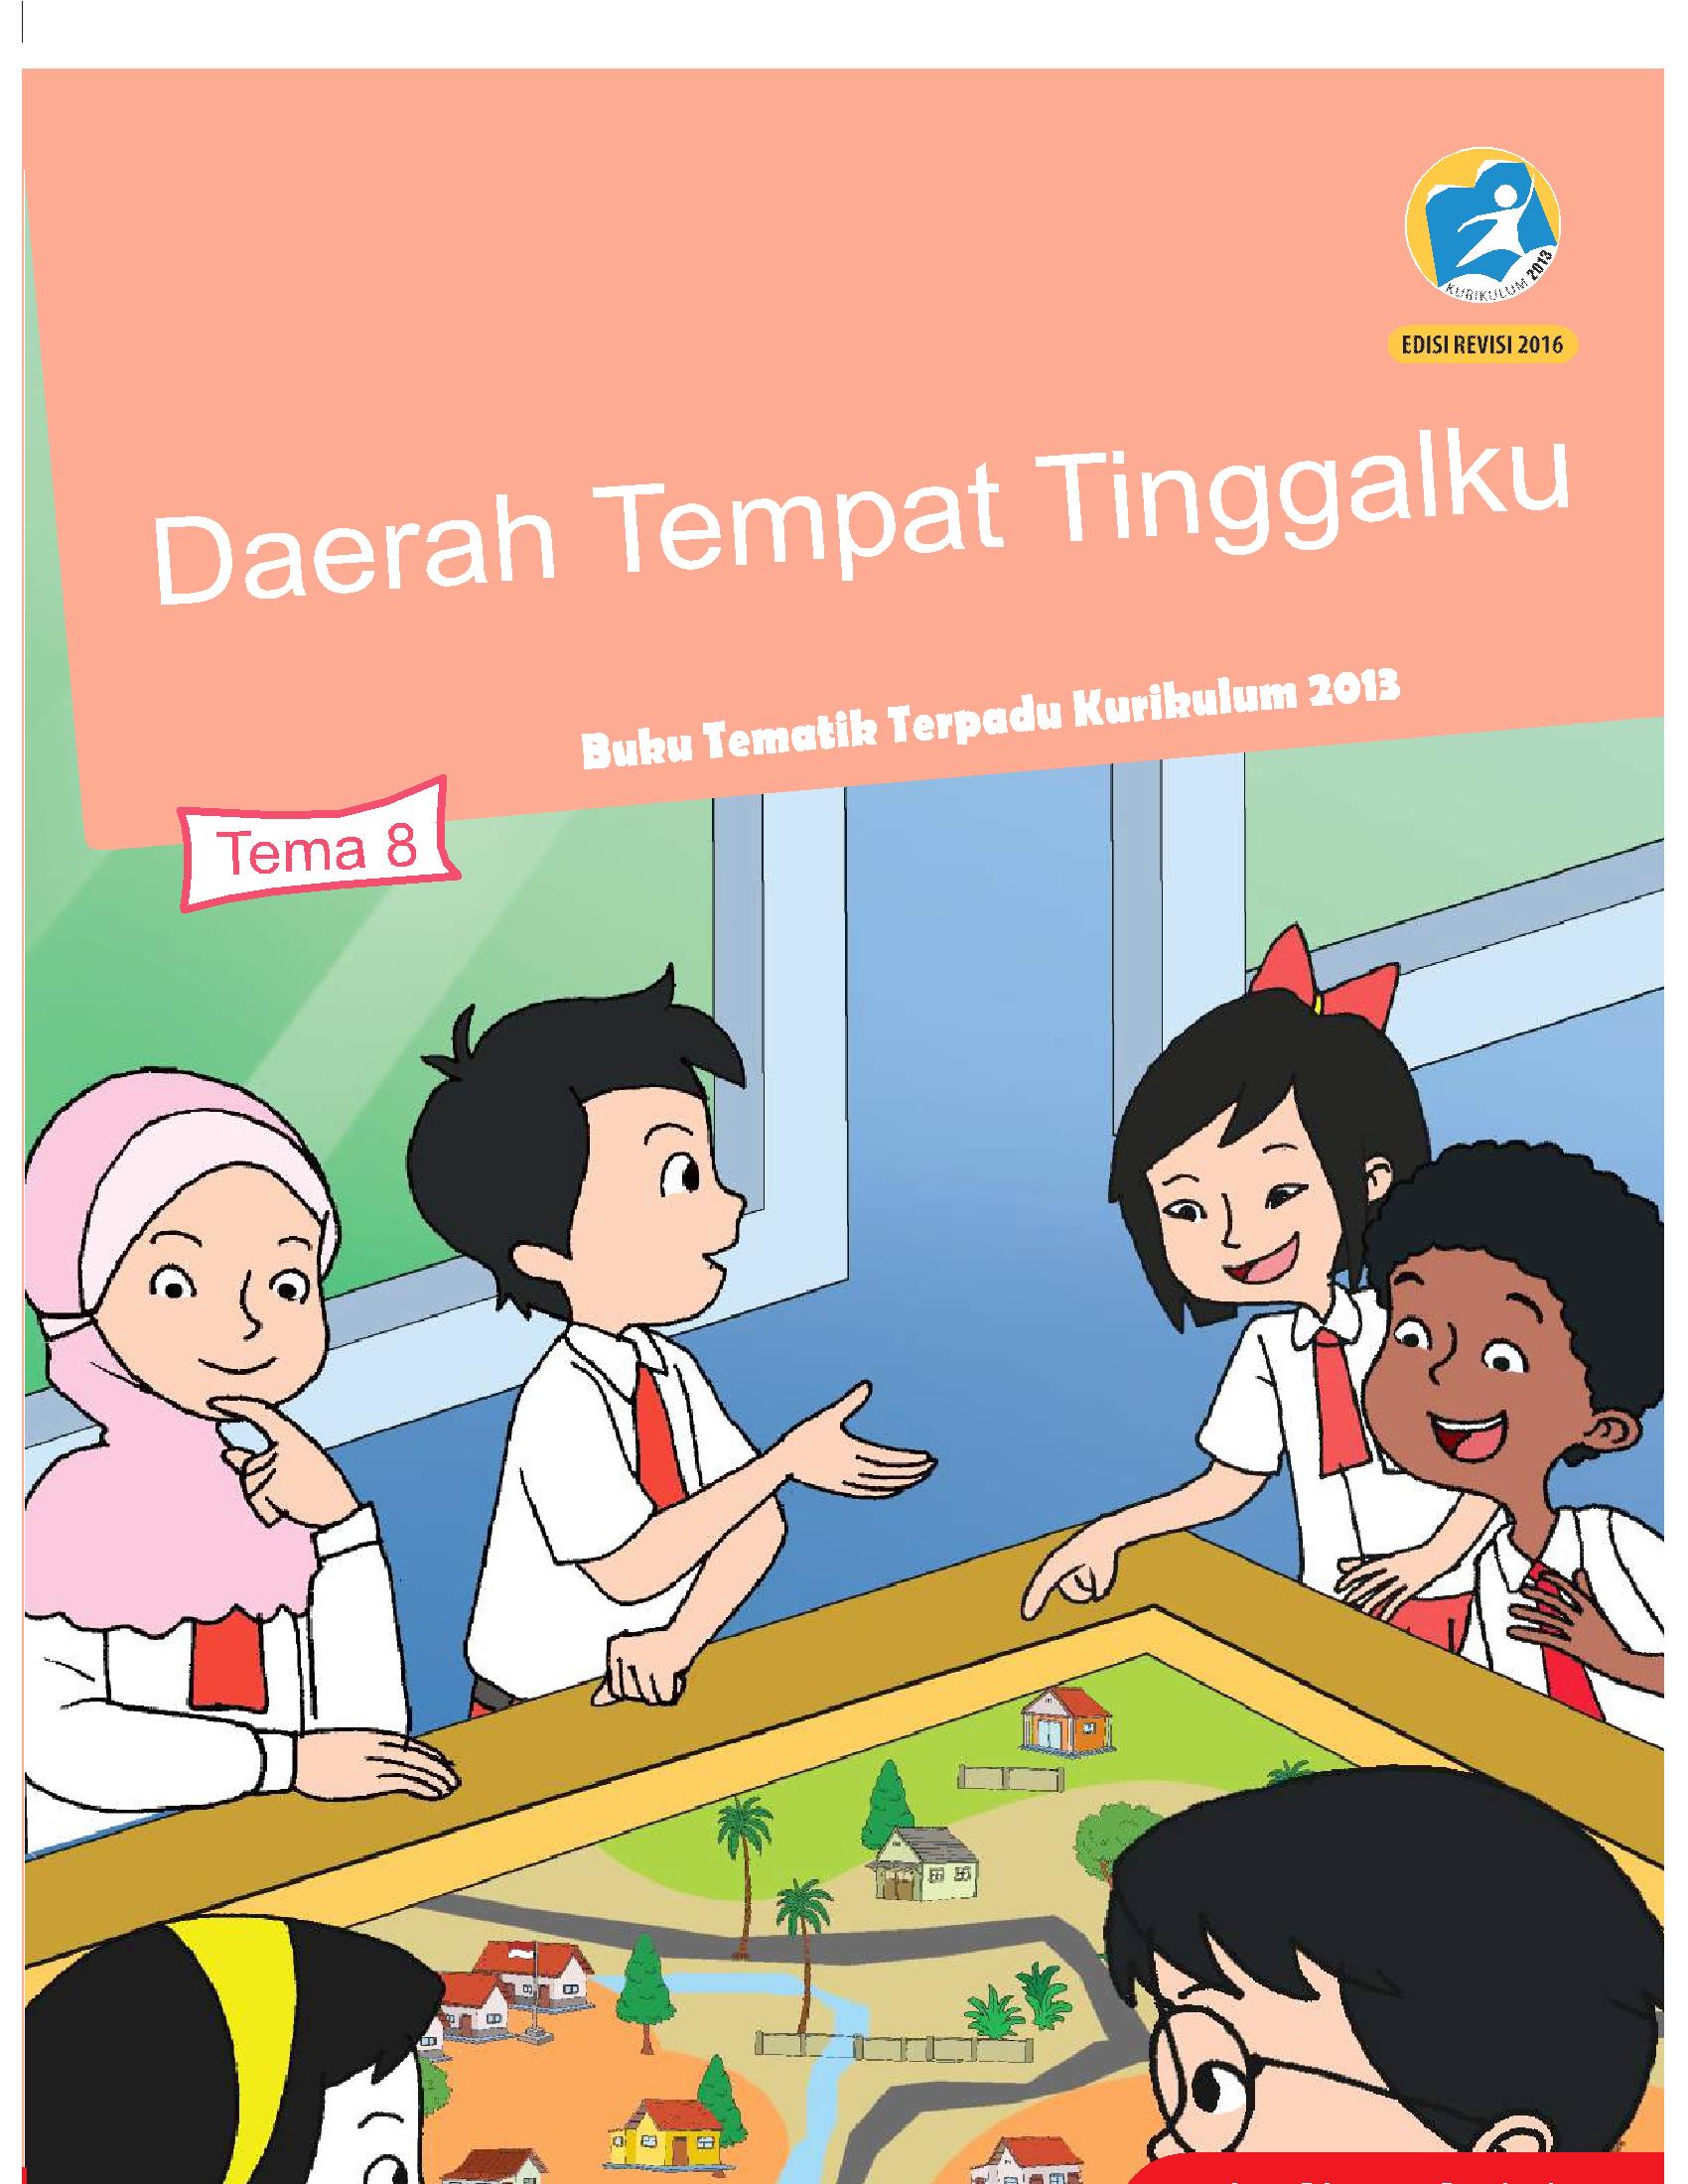 KURIKULUM 2013
EDISI REVISI 2016
Daerah Tempat Tinggalku
Buku Tematik Terpadu Kurikulum 2013
Tema 8